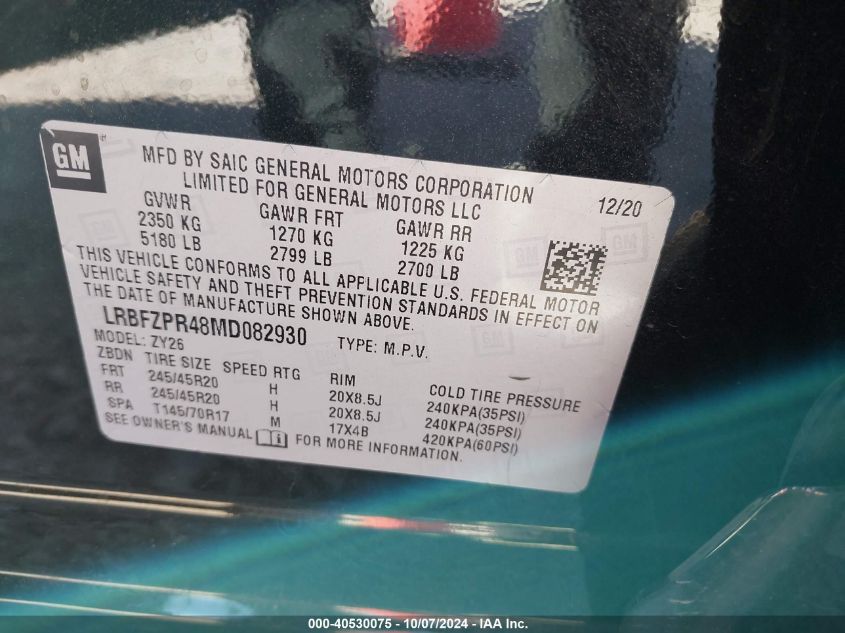 GM
MFD BY SAIC GENERAL MOTORS CORPORATION
LIMITED FOR GENERAL MOTORS LLC
12/20
GVWR GAWR FRT GAWR RR
2350 KG 1270 KG 1225 KG
5180 LB 2799 LB 2700 LB
THIS VEHICLE CONFORMS TO ALL APPLICABLE U.S. FEDERAL MOTOR
VEHICLE SAFETY AND THEFT PREVENTION STANDARDS IN EFFECT ON
THE DATE OF MANUFACTURE SHOWN ABOVE.
LRBFZPR48MD082930 TYPE: M.P.V.
MODEL: ZY26
ZBDN TIRE SIZE SPEED RTG RIM COLD TIRE PRESSURE
FRT 245/45R20 H 20X8.5J 240KPA(35PSI)
RR 245/45R20 H 20X8.5J 240KPA(35PSI)
SPA T145/70R17 M 17X4B 420KPA(60PSI)
SEE OWNER'S MANUAL FOR MORE INFORMATION.
000-40530075 - 10/07/2024 - IAA Inc.